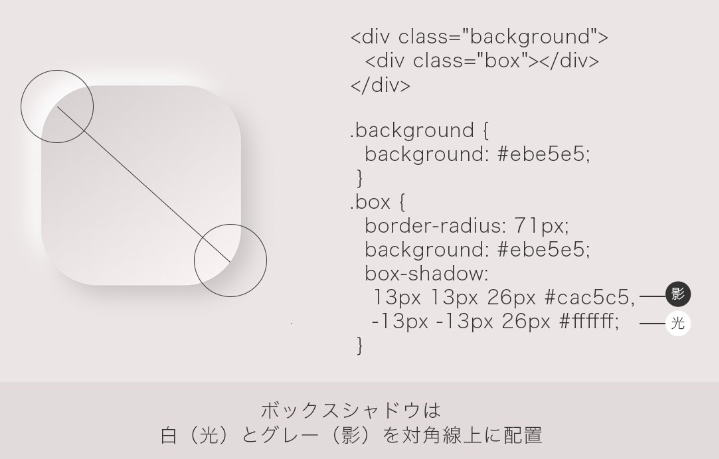 <div class="background">
<div class="box"></div>
</div>
.background {
background: #ebe5e5;
}
.box {
border-radius: 71px;
background: #ebe5e5;
box-shadow:
13px 13px 26px #cac5c5, 影
-13px -13px 26px #ffffff; 光
}
ボックスシャドウは
白（光）とグレー（影）を対角線上に配置